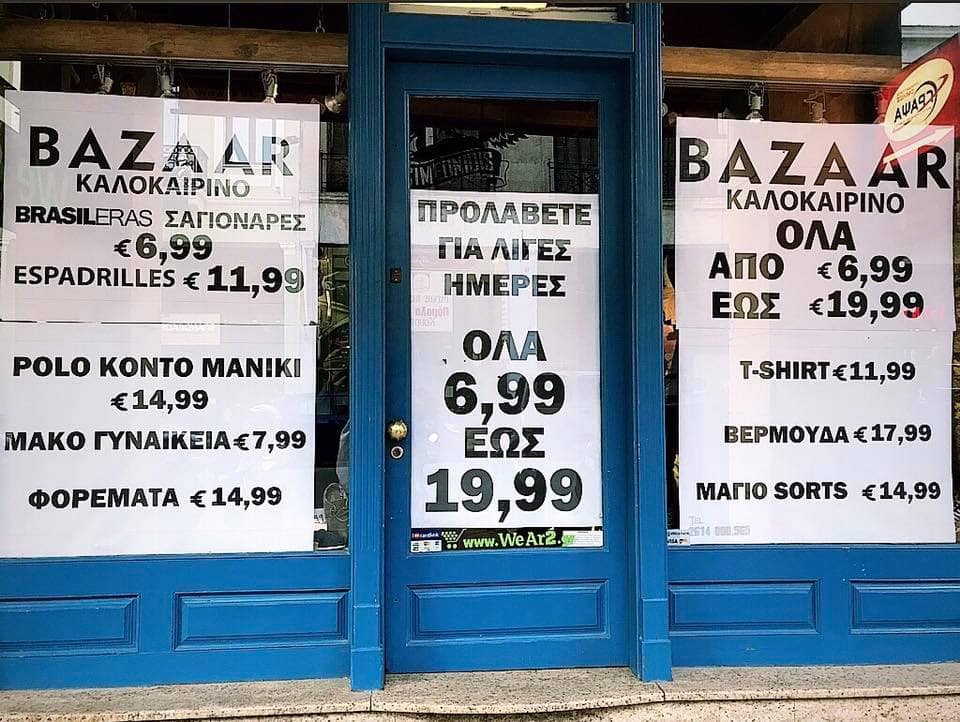 BAZAAR
ΚΑΛΟΚΑΙΡΙΝΟ
BRASILERAS ΣΑΓΙΟΝΑΡΕΣ
€6,99
ESPADRILLES € 11,99
POLO ΚΟΝΤΟ ΜΑΝΙΚΙ
€14,99
ΜΑΚΟ ΓΥΝΑΙΚΕΙΑ €7,99
ΦΟΡΕΜΑΤΑ € 14,99
ΠΡΟΛΑΒΕΤΕ
ΓΙΑ ΛΙΓΕΣ
ΗΜΕΡΕΣ
ΟΛΑ
6,99
ΕΩΣ
19,99
www.WeAr2.gr
BAZAAR
ΚΑΛΟΚΑΙΡΙΝΟ
ΟΛΑ
ΑΠΟ €6,99
ΕΩΣ €19,99
T-SHIRT €11,99
ΒΕΡΜΟΥΔΑ €17,99
ΜΑΓΙΟ SORTS €14,99